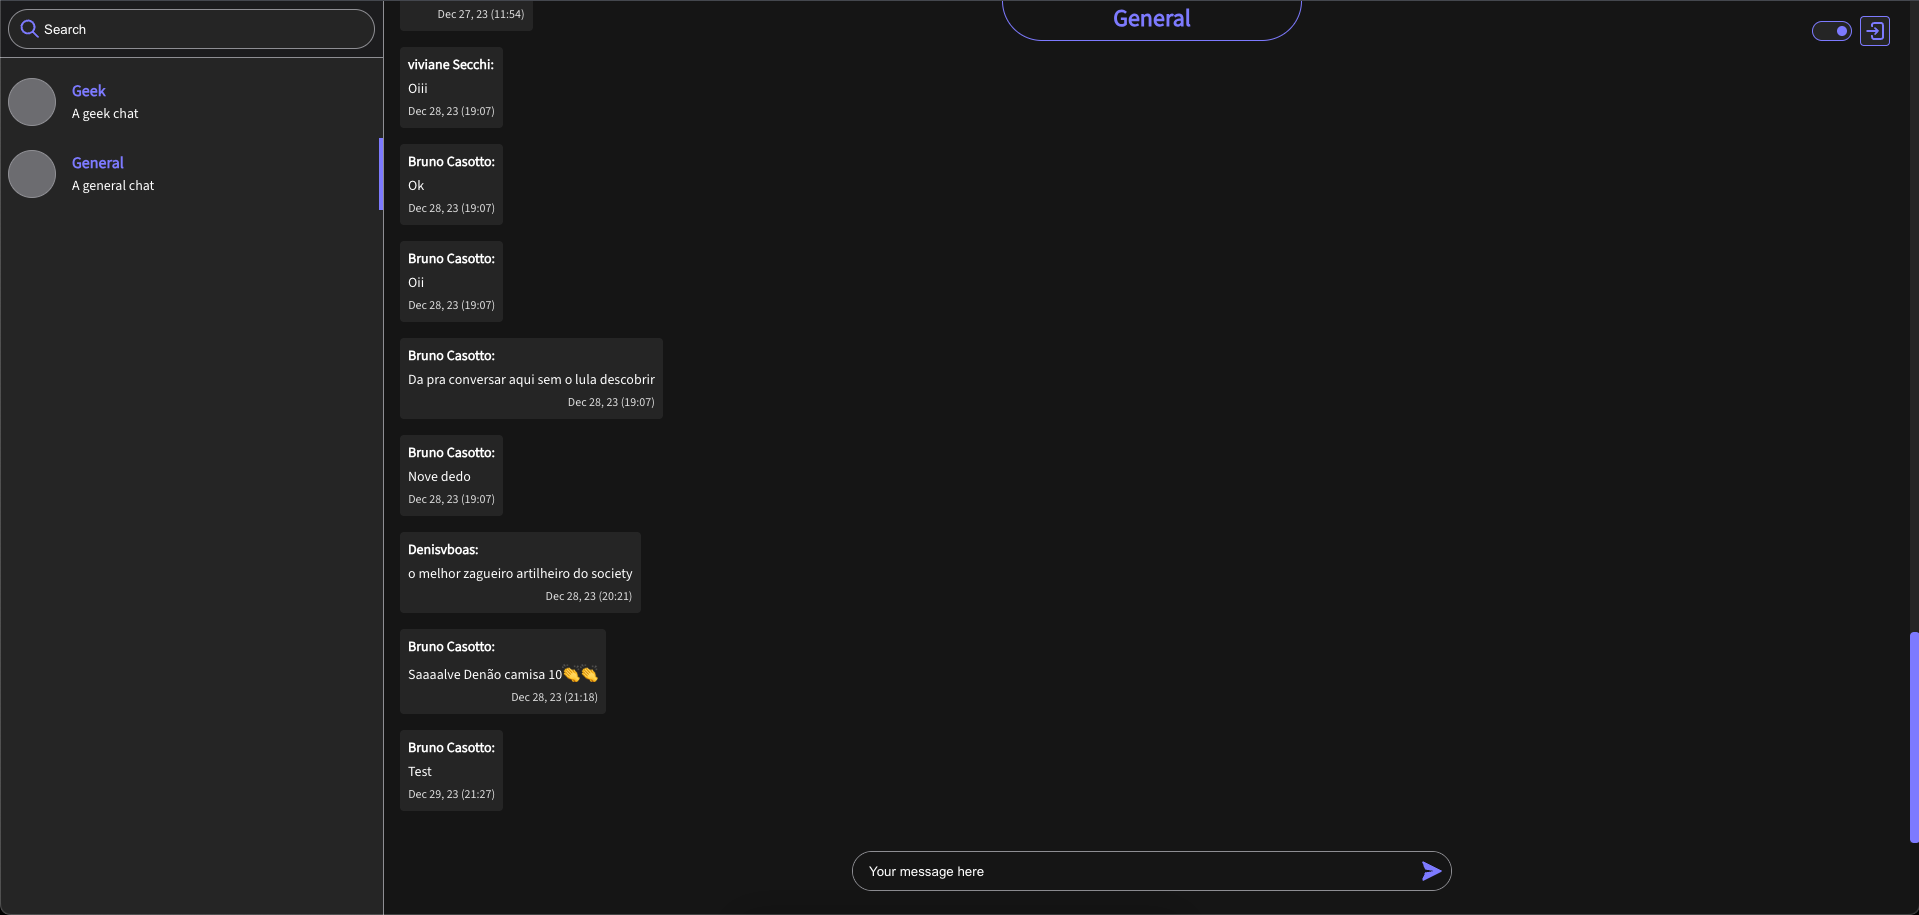 Search
Geek
A geek chat
General
A general chat
General
Dec 27, 23 (11:54)
viviane Secchi:
Oiii
Dec 28, 23 (19:07)
Bruno Casotto:
Ok
Dec 28, 23 (19:07)
Bruno Casotto:
Oii
Dec 28, 23 (19:07)
Bruno Casotto:
Da pra conversar aqui sem o lula descobrir
Dec 28, 23 (19:07)
Bruno Casotto:
Nove dedo
Dec 28, 23 (19:07)
Denisvboas:
o melhor zagueiro artilheiro do society
Dec 28, 23 (20:21)
Bruno Casotto:
Saaaalve Denão camisa 10👏👏
Dec 28, 23 (21:18)
Bruno Casotto:
Test
Dec 29, 23 (21:27)
Your message here